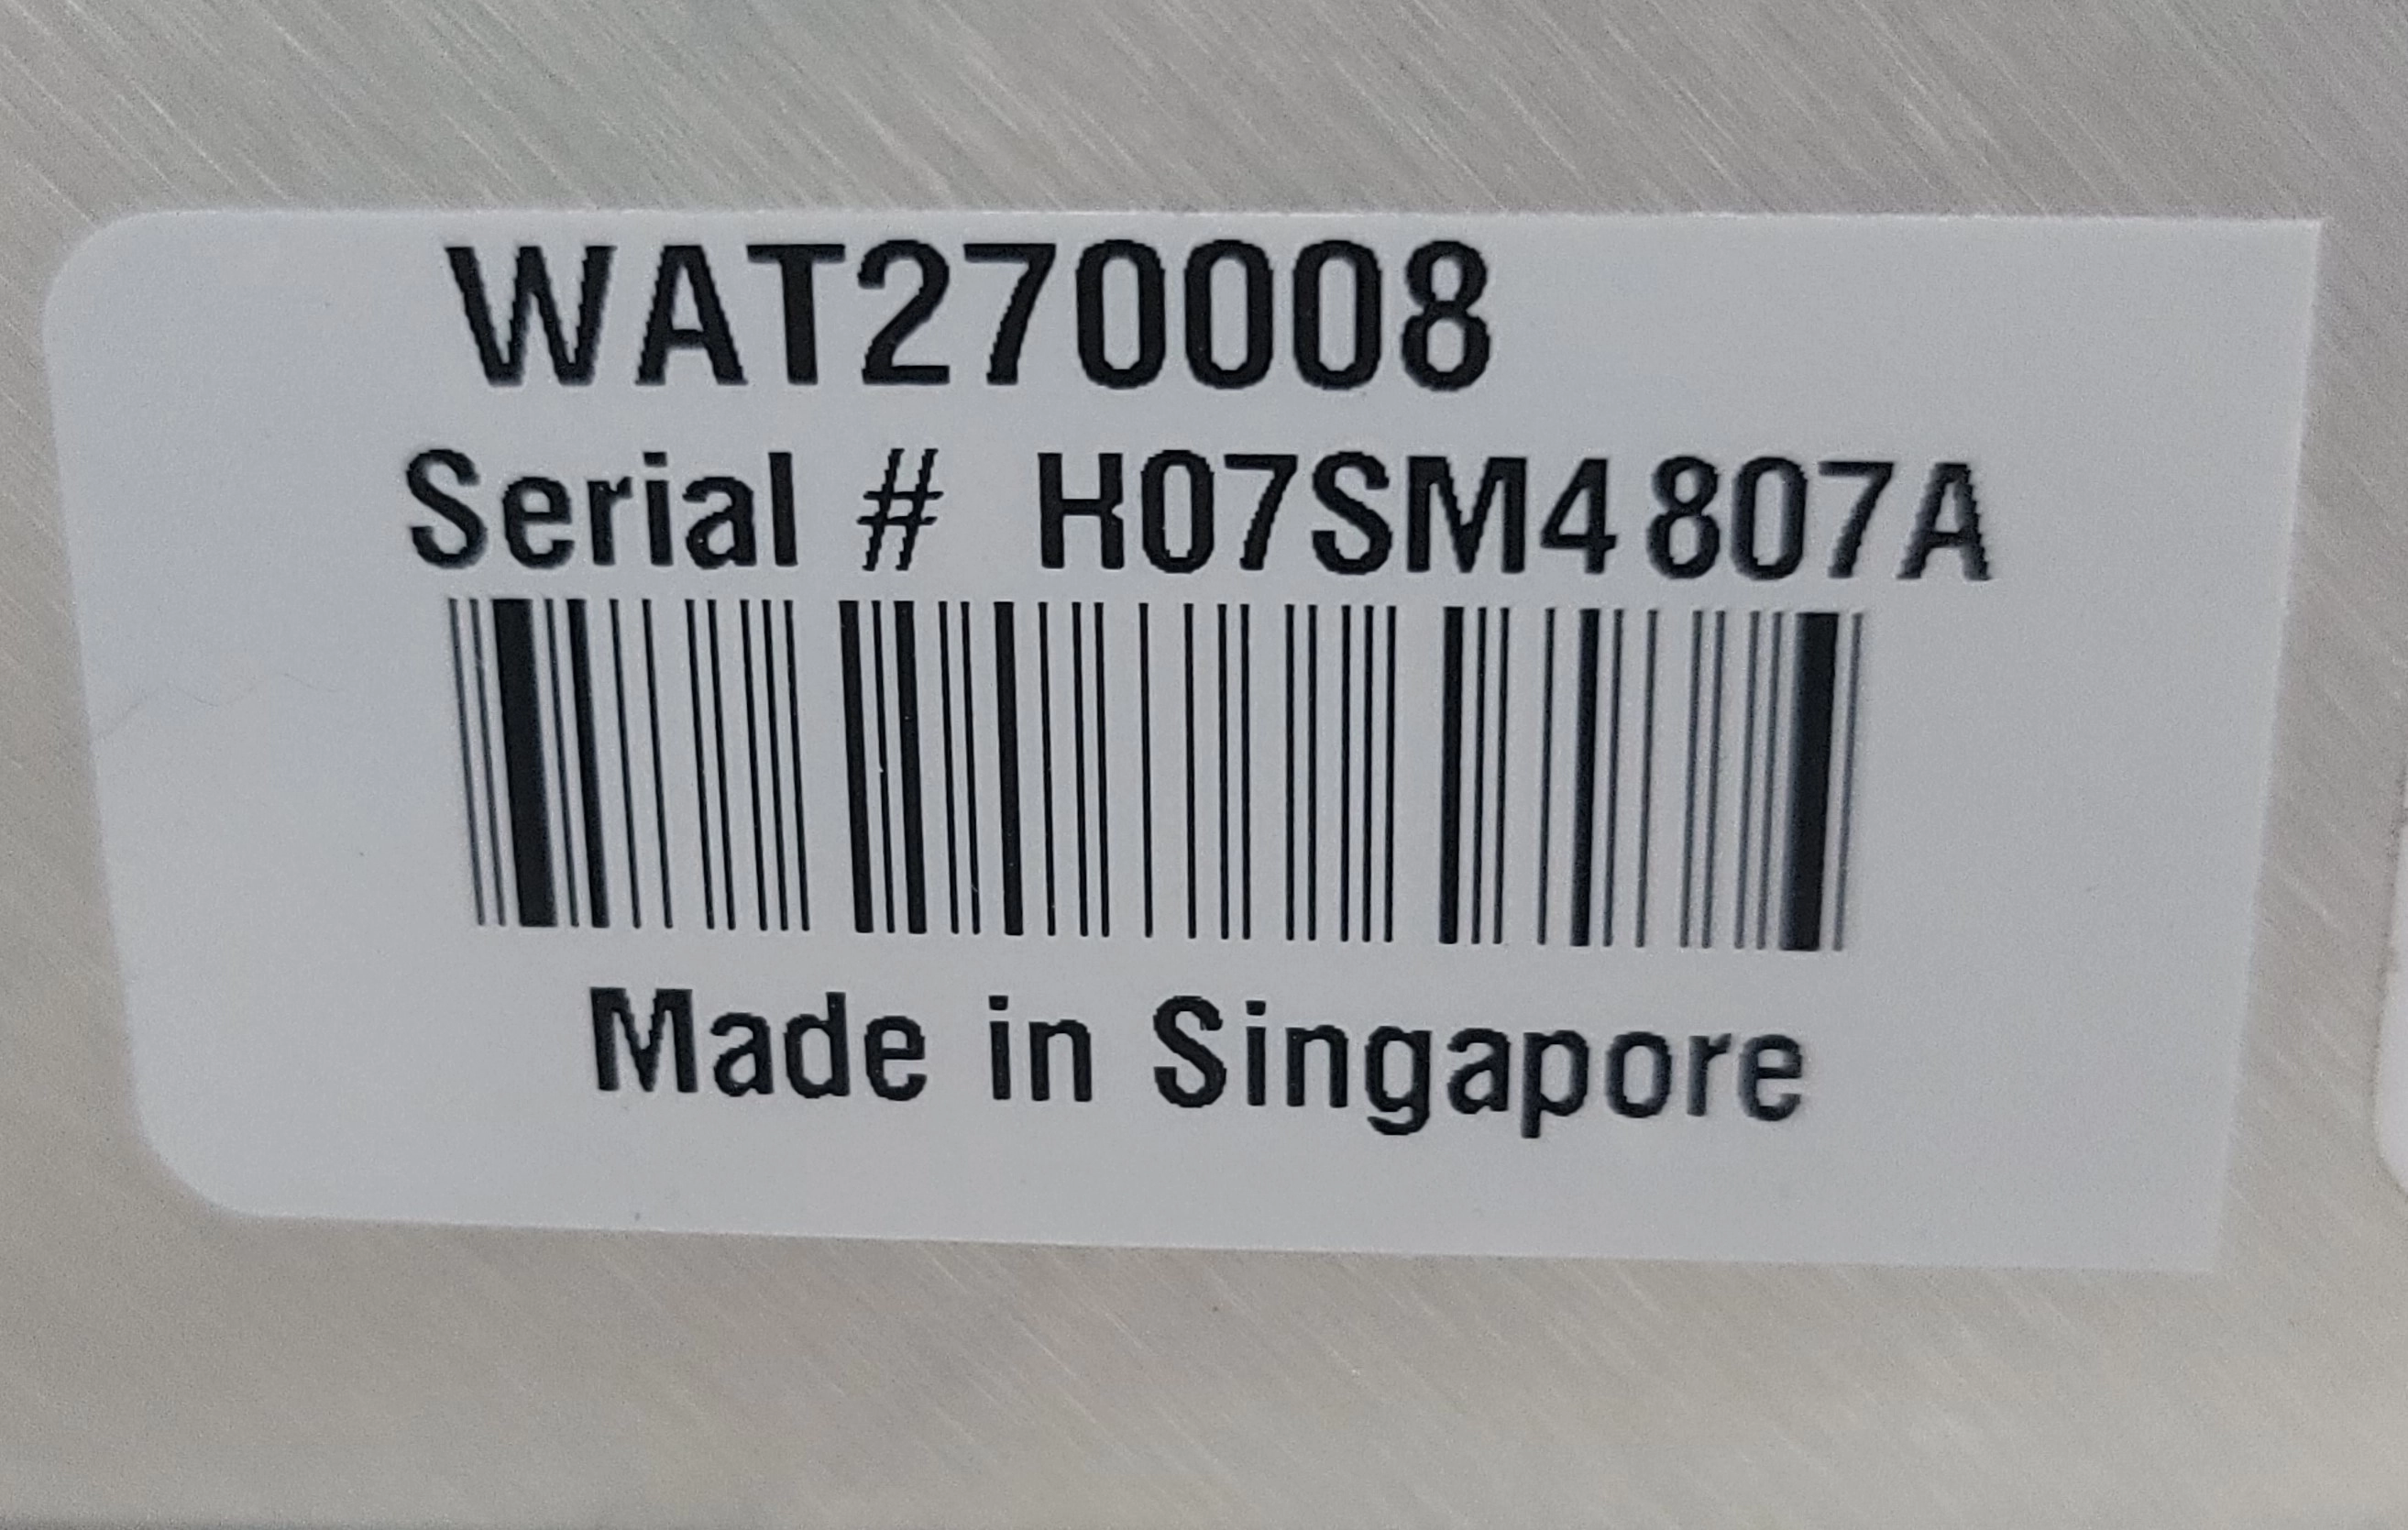 WAT270008
Serial # H07SM4807A
Made in Singapore